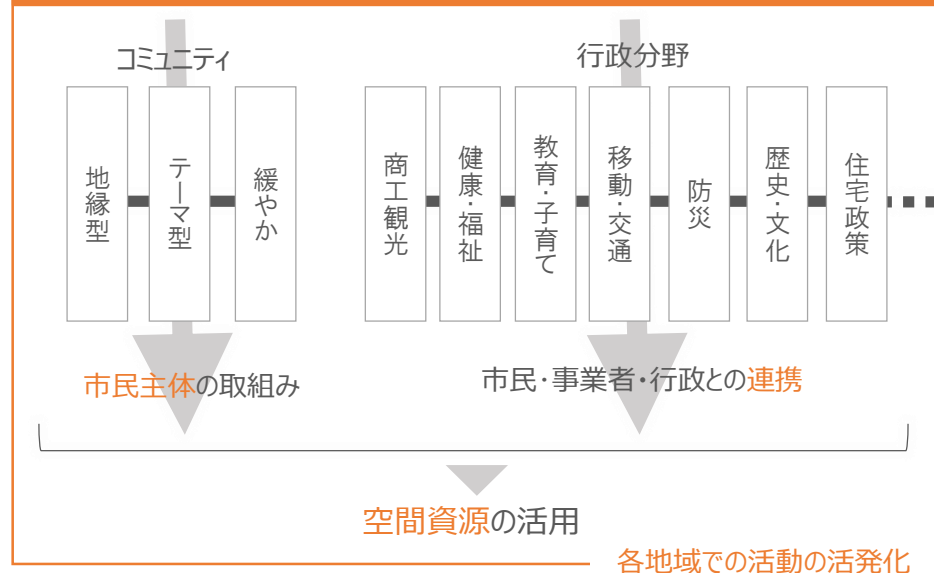 コミュニティ
行政分野
地縁型
テーマ型
緩やか
商工観光
健康・福祉
教育・子育て
移動・交通
防災
歴史・文化
住宅政策
市民主体の取組み
市民・事業者・行政との連携
空間資源の活用
各地域での活動の活発化